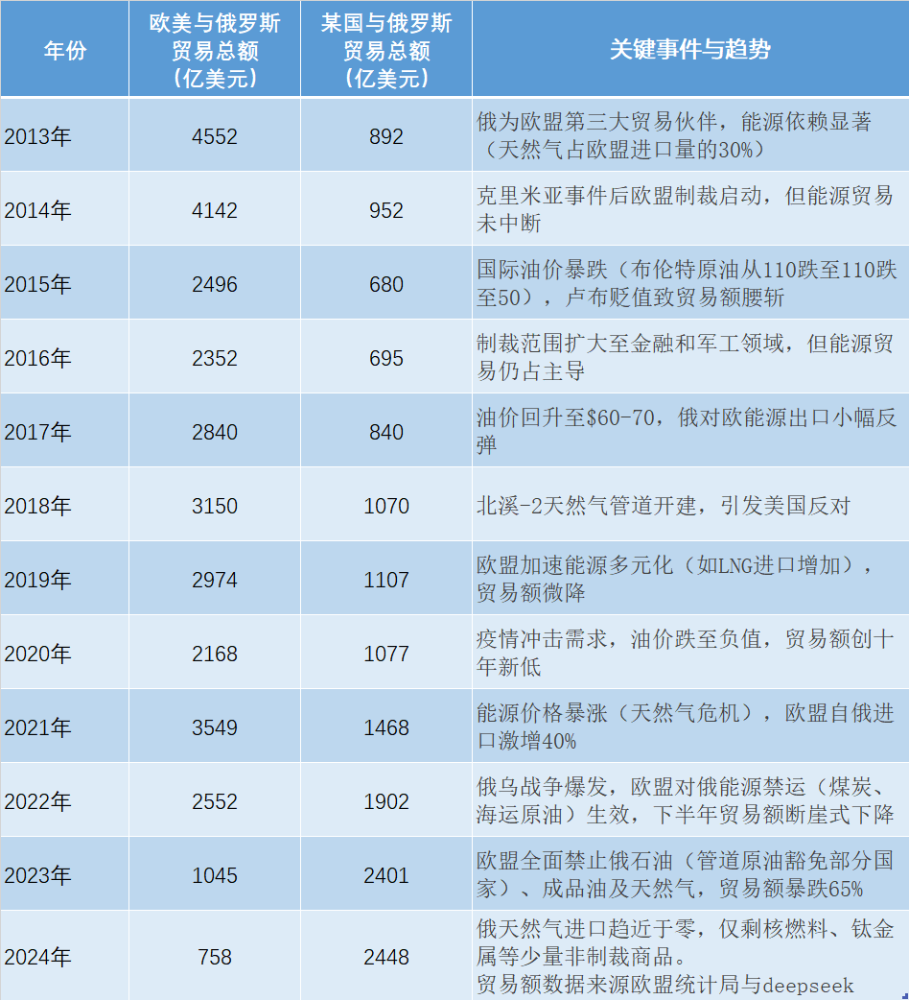 年份
欧美与俄罗斯
贸易总额
(亿美元)
某国与俄罗斯
贸易总额
(亿美元)
关键事件与趋势
2013年
4552
892
俄为欧盟第三大贸易伙伴，能源依赖显著
（天然气占欧盟进口量的30%）
2014年
4142
952
克里米亚事件后欧盟制裁启动，但能源贸易
未中断
2015年
2496
680
国际油价暴跌（布伦特原油从110跌至110跌
至50），卢布贬值致贸易额腰斩
2016年
2352
695
制裁范围扩大至金融和军工领域，但能源贸
易仍占主导
2017年
2840
840
油价回升至$60-70，俄对欧能源出口小幅反
弹
2018年
3150
1070
北溪-2天然气管道开建，引发美国反对
2019年
2974
1107
欧盟加速能源多元化（如LNG进口增加），
贸易额微降
2020年
2168
1077
疫情冲击需求，油价跌至负值，贸易额创十
年新低
2021年
3549
1468
能源价格暴涨（天然气危机），欧盟自俄进
口激增40%
2022年
2552
1902
俄乌战争爆发，欧盟对俄能源禁运（煤炭、
海运原油）生效，下半年贸易额断崖式下降
2023年
1045
2401
欧盟全面禁止俄石油（管道原油豁免部分国
家）、成品油及天然气，贸易额暴跌65%
2024年
758
2448
俄天然气进口趋近于零，仅剩核燃料、钛金
属等少量非制裁商品。
贸易额数据来源欧盟统计局与deepseek